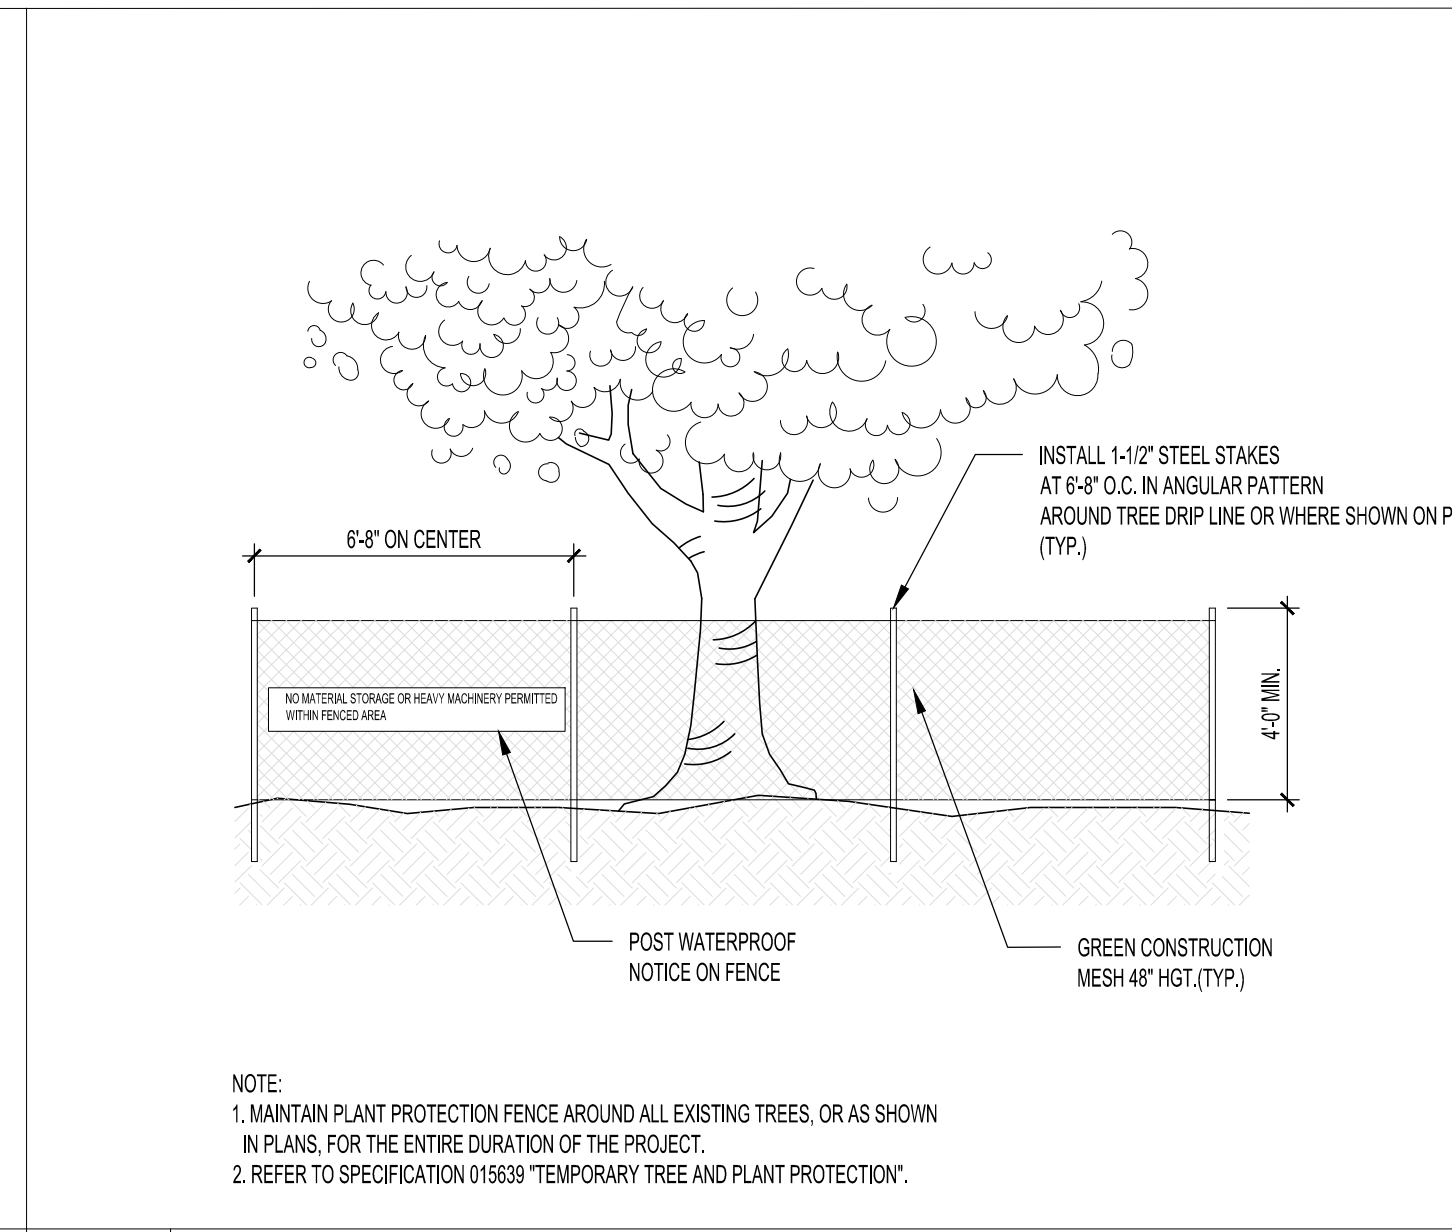 INSTALL 1-1/2" STEEL STAKES
AT 6'-8" O.C. IN ANGULAR PATTERN
AROUND TREE DRIP LINE OR WHERE SHOWN ON P
(TYP.)
6'-8" ON CENTER
4'-0" MIN.
NO MATERIAL STORAGE OR HEAVY MACHINERY PERMITTED
WITHIN FENCED AREA
POST WATERPROOF
NOTICE ON FENCE
GREEN CONSTRUCTION
MESH 48" HGT.(TYP.)
NOTE:
1. MAINTAIN PLANT PROTECTION FENCE AROUND ALL EXISTING TREES, OR AS SHOWN
IN PLANS, FOR THE ENTIRE DURATION OF THE PROJECT.
2. REFER TO SPECIFICATION 015639 "TEMPORARY TREE AND PLANT PROTECTION".